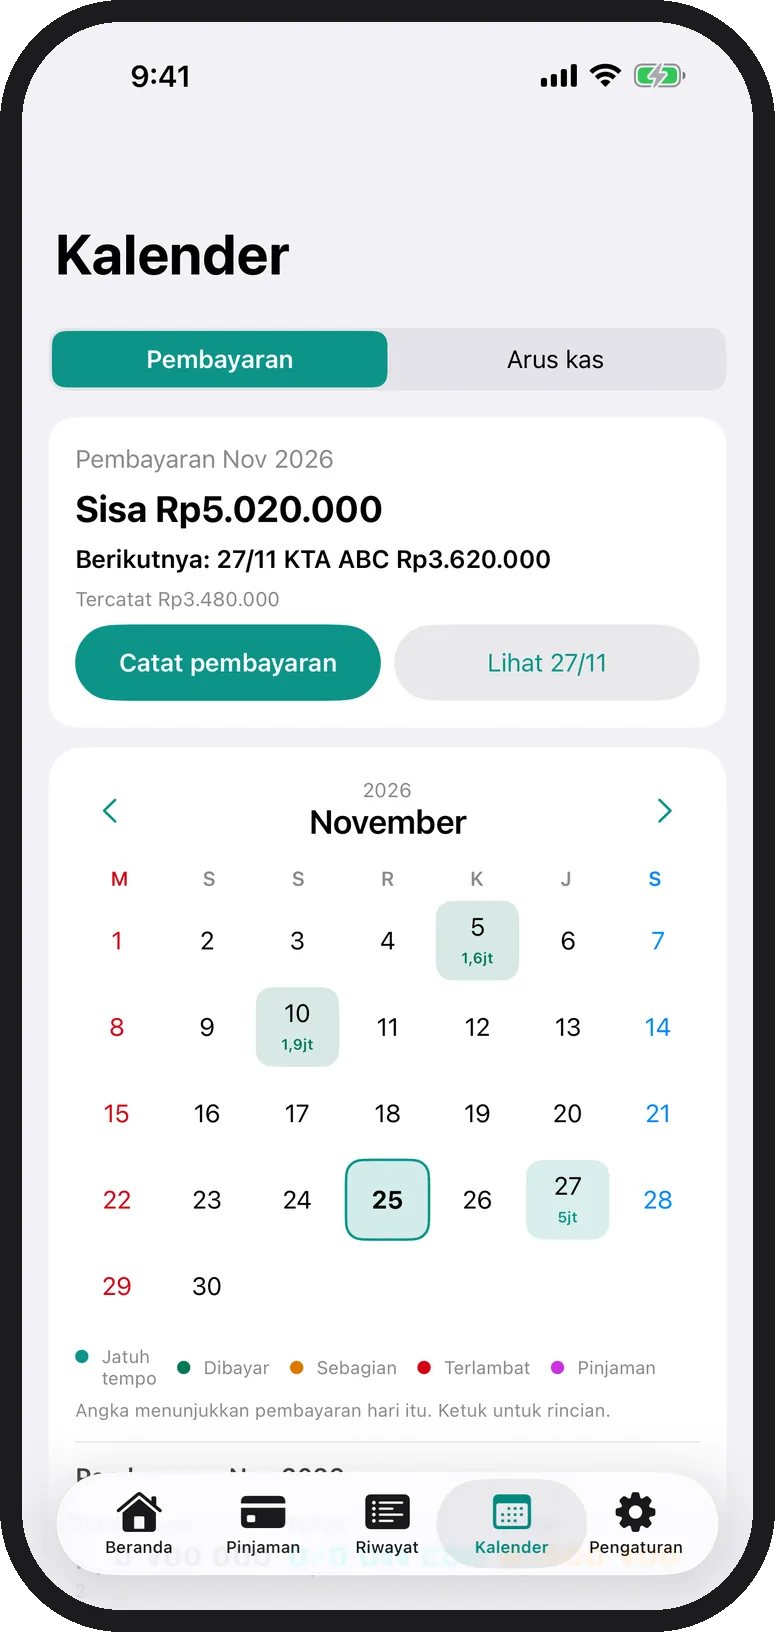 9:41
Kalender
Pembayaran
Arus kas
Pembayaran Nov 2026
Sisa Rp5.020.000
Berikutnya: 27/11 KTA ABC Rp3.620.000
Tercatat Rp3.480.000
Catat pembayaran
Lihat 27/11
2026
November
M S S R K J S
1 2 3 4 5 6 7
1,6jt
8 9 10 11 12 13 14
1,9jt
15 16 17 18 19 20 21
22 23 24 25 26 27 28
5jt
29 30
Jatuh tempo
Dibayar
Sebagian
Terlambat
Pinjaman
Angka menunjukkan pembayaran hari itu. Ketuk untuk rincian.
Beranda
Pinjaman
Riwayat
Kalender
Pengaturan